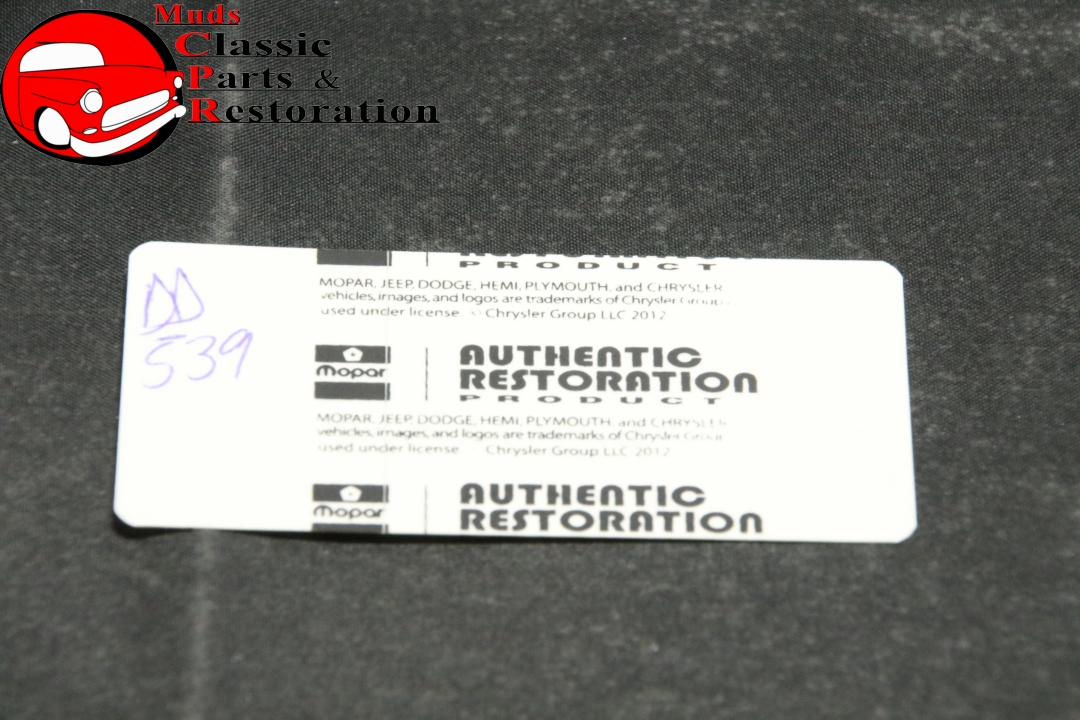 Muds
Classic
Parts &
Restoration
DD
539
PRODUCT
MOPAR, JEEP, DODGE, HEMI, PLYMOUTH, and CHRYSLER
vehicles, images, and logos are trademarks of Chrysler Group
used under license. © Chrysler Group LLC 2012
Mopar
AUTHENTIC
RESTORATION
PRODUCT
MOPAR, JEEP, DODGE, HEMI, PLYMOUTH, and CHRYSLER
vehicles, images, and logos are trademarks of Chrysler Group
used under license. Chrysler Group LLC 2012
Mopar
AUTHENTIC
RESTORATION